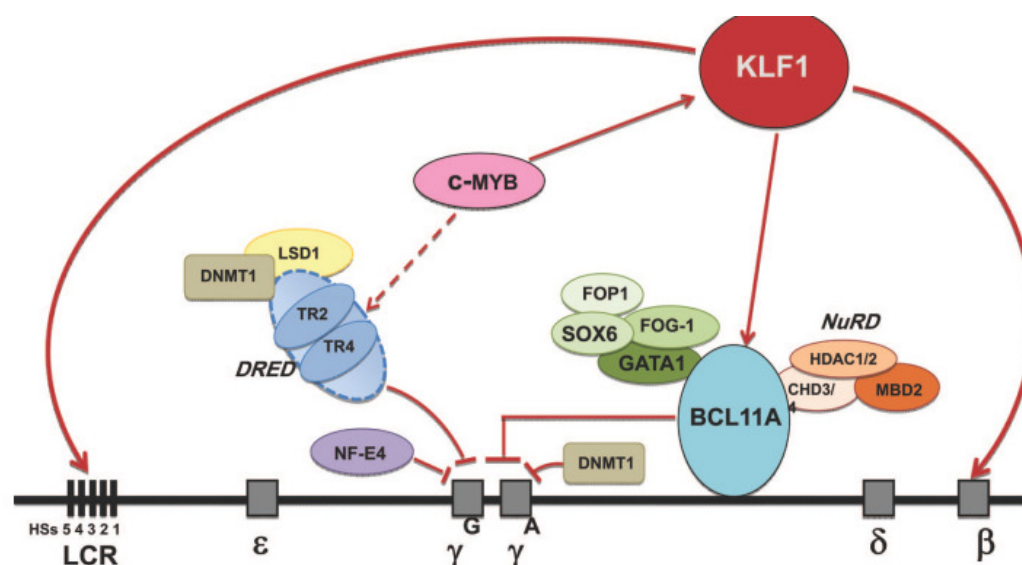 KLF1
c-MYB
LSD1
DNMT1
TR2
TR4
DRED
FOP1
SOX6
FOG-1
GATA1
NuRD
HDAC1/2
CHD3/
4
MBD2
BCL11A
NF-E4
DNMT1
HSs 5 4 3 2 1
LCR
ε
G
γ
A
γ
δ
β